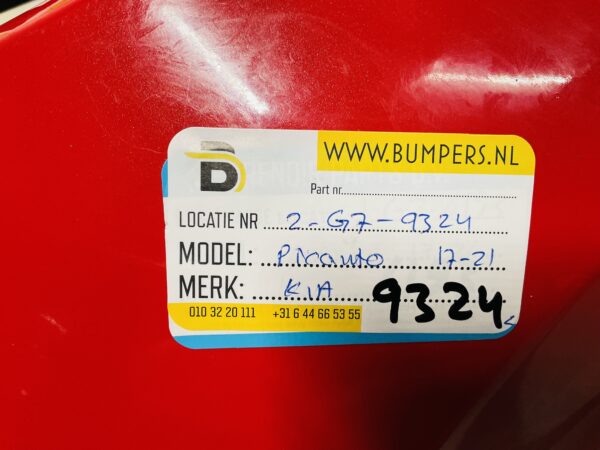 B
WWW.BUMPERS.NL
Part nr.
LOCATIE NR 2-G7-9324
MODEL: Picanto 17-21
MERK: KIA
9324
010 32 20 111 +31 6 44 66 53 55